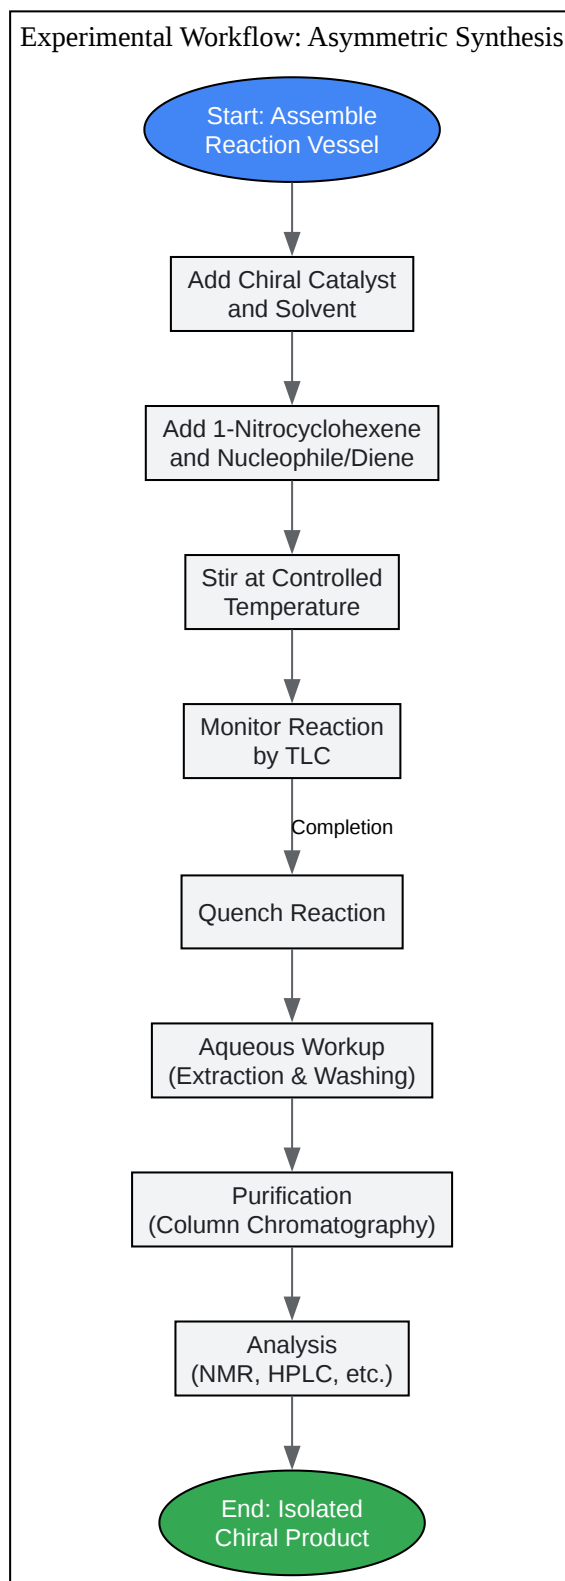 Experimental Workflow: Asymmetric Synthesis
Start: Assemble
Reaction Vessel
Add Chiral Catalyst
and Solvent
Add 1-Nitrocyclohexene
and Nucleophile/Diene
Stir at Controlled
Temperature
Monitor Reaction
by TLC
Completion
Quench Reaction
Aqueous Workup
(Extraction & Washing)
Purification
(Column Chromatography)
Analysis
(NMR, HPLC, etc.)
End: Isolated
Chiral Product